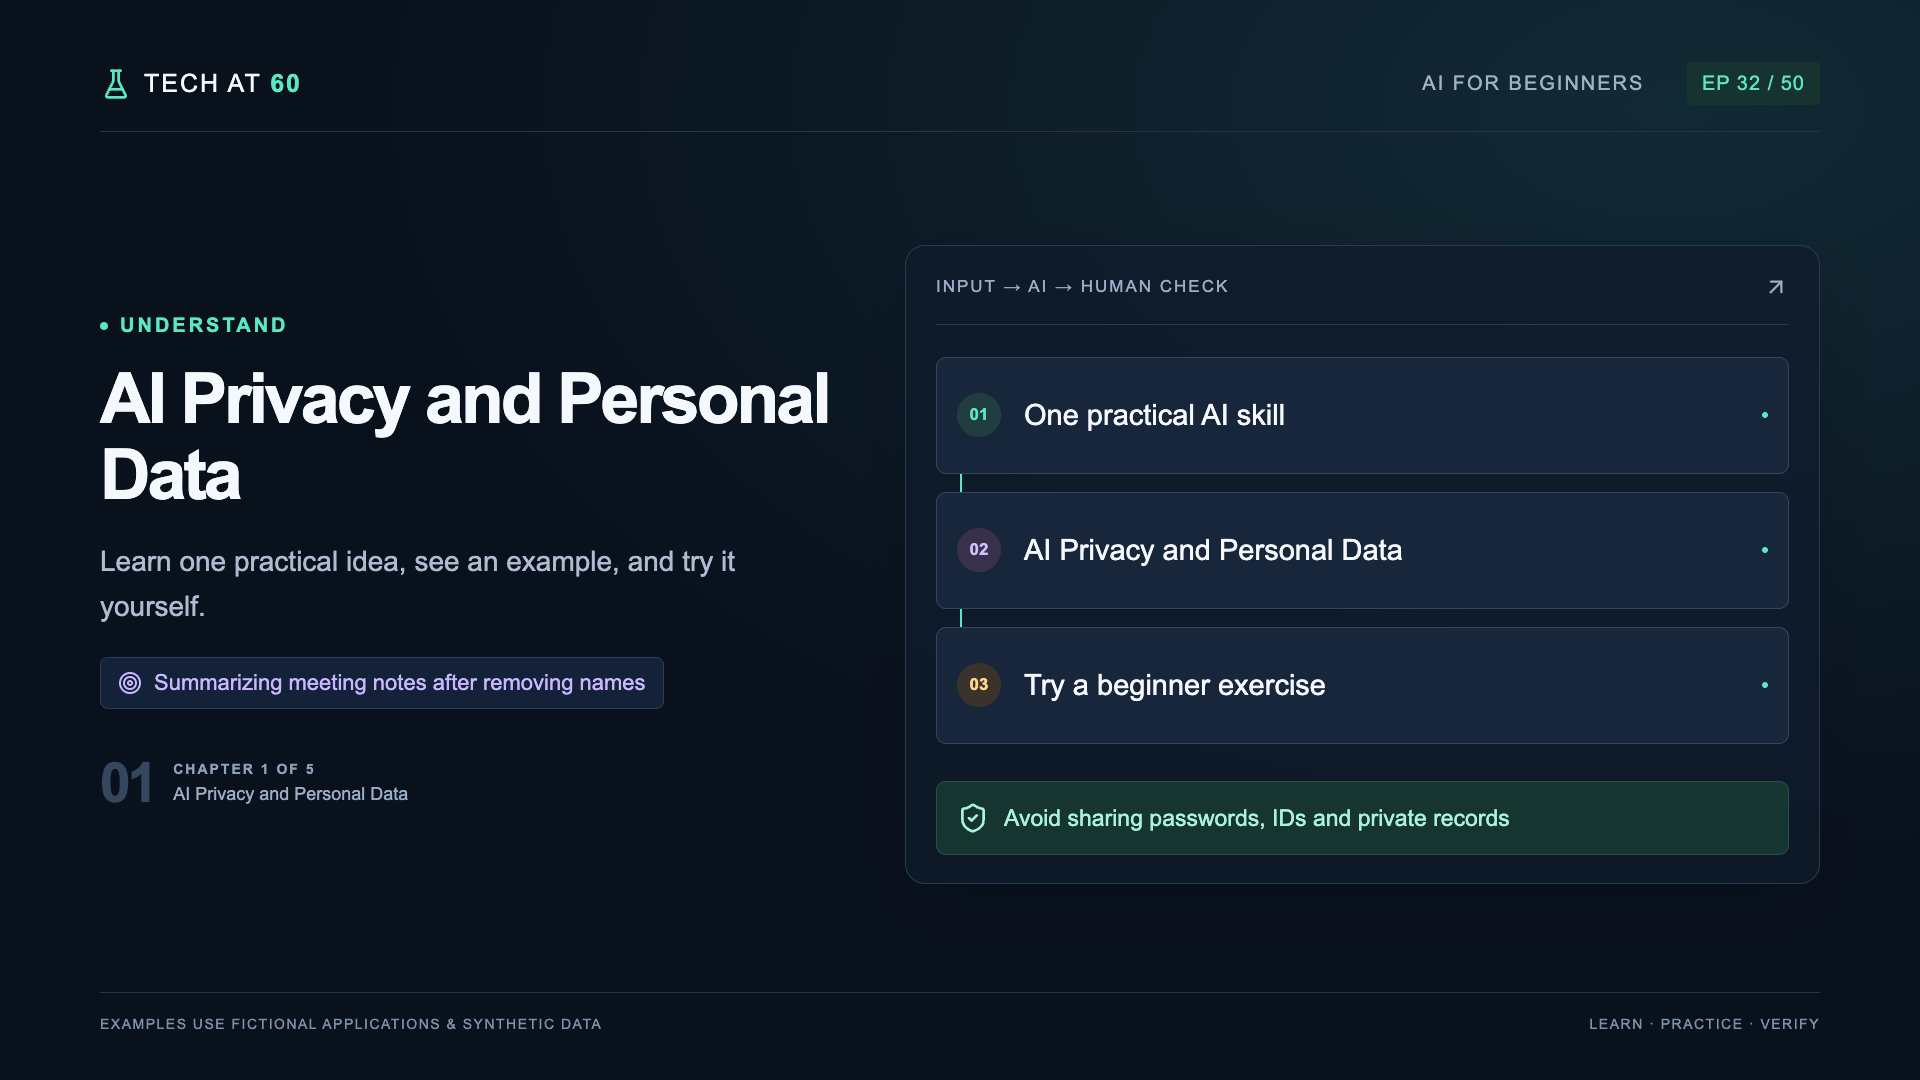 TECH AT 60
AI FOR BEGINNERS
EP 32 / 50
UNDERSTAND
AI Privacy and Personal
Data
Learn one practical idea, see an example, and try it
yourself.
Summarizing meeting notes after removing names
01
CHAPTER 1 OF 5
AI Privacy and Personal Data
INPUT → AI → HUMAN CHECK
01 One practical AI skill
02 AI Privacy and Personal Data
03 Try a beginner exercise
Avoid sharing passwords, IDs and private records
EXAMPLES USE FICTIONAL APPLICATIONS & SYNTHETIC DATA
LEARN · PRACTICE · VERIFY